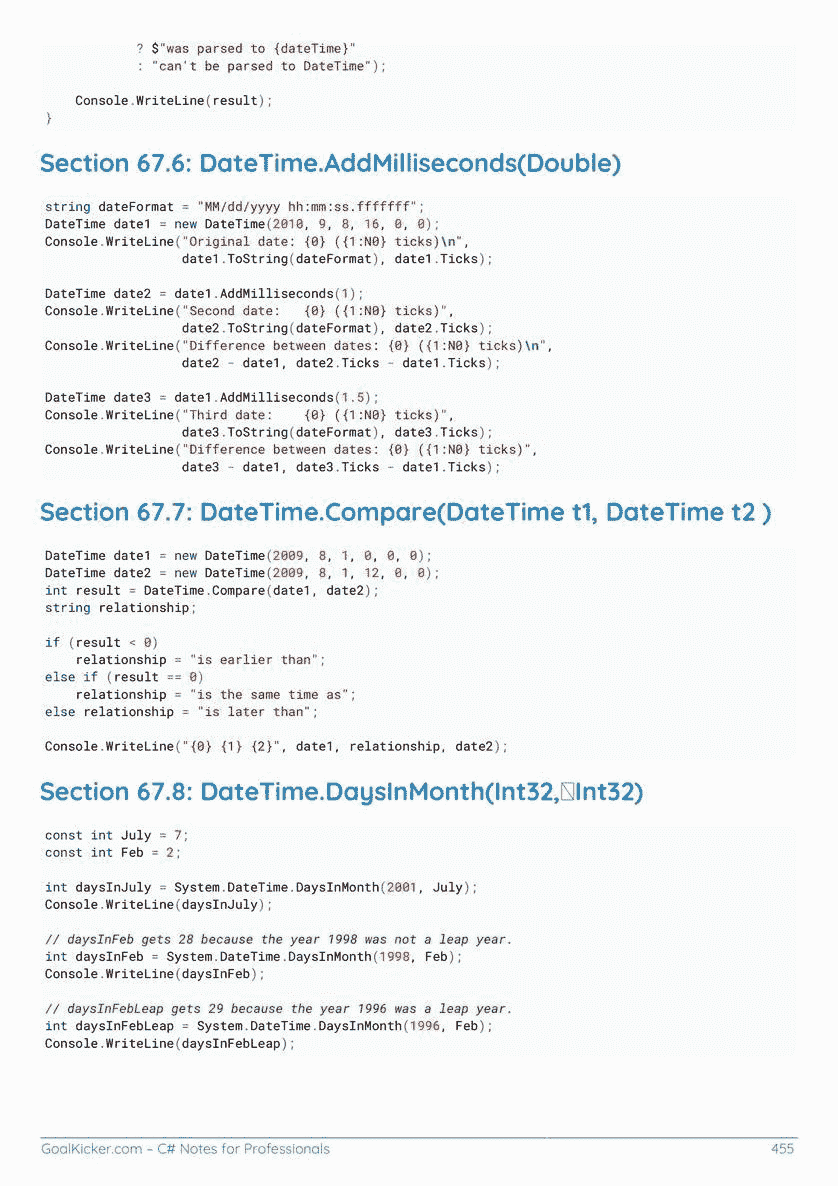 ? $"was parsed to {dateTime}"
            : "can't be parsed to DateTime");
    Console.WriteLine(result);
}
Section 67.6: DateTime.AddMilliseconds(Double)
string dateFormat = "MM/dd/yyyy hh:mm:ss.fffffff";
DateTime date1 = new DateTime(2010, 9, 8, 16, 0, 0);
Console.WriteLine("Original date: {0} ({1:N0} ticks)\n",
                  date1.ToString(dateFormat), date1.Ticks);
DateTime date2 = date1.AddMilliseconds(1);
Console.WriteLine("Second date:   {0} ({1:N0} ticks)",
                  date2.ToString(dateFormat), date2.Ticks);
Console.WriteLine("Difference between dates: {0} ({1:N0} ticks)\n",
                  date2 - date1, date2.Ticks - date1.Ticks);
DateTime date3 = date1.AddMilliseconds(1.5);
Console.WriteLine("Third date:    {0} ({1:N0} ticks)",
                  date3.ToString(dateFormat), date3.Ticks);
Console.WriteLine("Difference between dates: {0} ({1:N0} ticks)",
                  date3 - date1, date3.Ticks - date1.Ticks);
Section 67.7: DateTime.Compare(DateTime t1, DateTime t2 )
DateTime date1 = new DateTime(2009, 8, 1, 0, 0, 0);
DateTime date2 = new DateTime(2009, 8, 1, 12, 0, 0);
int result = DateTime.Compare(date1, date2);
string relationship;
if (result < 0)
    relationship = "is earlier than";
else if (result == 0)
    relationship = "is the same time as";
else relationship = "is later than";
Console.WriteLine("{0} {1} {2}", date1, relationship, date2);
Section 67.8: DateTime.DaysInMonth(Int32, Int32)
const int July = 7;
const int Feb = 2;
int daysInJuly = System.DateTime.DaysInMonth(2001, July);
Console.WriteLine(daysInJuly);
// daysInFeb gets 28 because the year 1998 was not a leap year.
int daysInFeb = System.DateTime.DaysInMonth(1998, Feb);
Console.WriteLine(daysInFeb);
// daysInFebLeap gets 29 because the year 1996 was a leap year.
int daysInFebLeap = System.DateTime.DaysInMonth(1996, Feb);
Console.WriteLine(daysInFebLeap);
GoalKicker.com – C# Notes for Professionals 455